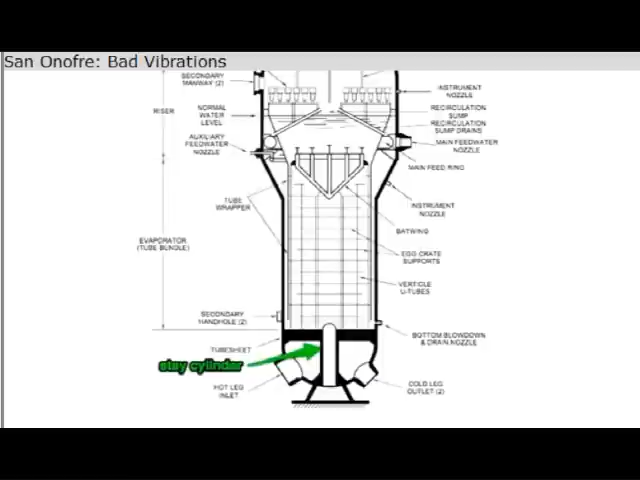 San Onofre: Bad Vibrations
SECONDARY
MANWAY (2)
INSTRUMENT
NOZZLE
RISER
NORMAL
WATER
LEVEL
RECIRCULATION
SUMP
RECIRCULATION
SUMP DRAINS
AUXILIARY
FEEDWATER
NOZZLE
MAIN FEEDWATER
NOZZLE
MAIN FEED RING
TUBE
WRAPPER
INSTRUMENT
NOZZLE
BATWING
EVAPORATOR
(TUBE BUNDLE)
EGG CRATE
SUPPORTS
VERTICLE
U-TUBES
SECONDARY
HANDHOLE (2)
BOTTOM BLOWDOWN
& DRAIN NOZZLE
TUBESHEET
stay cylinder
HOT LEG
INLET
COLD LEG
OUTLET (2)